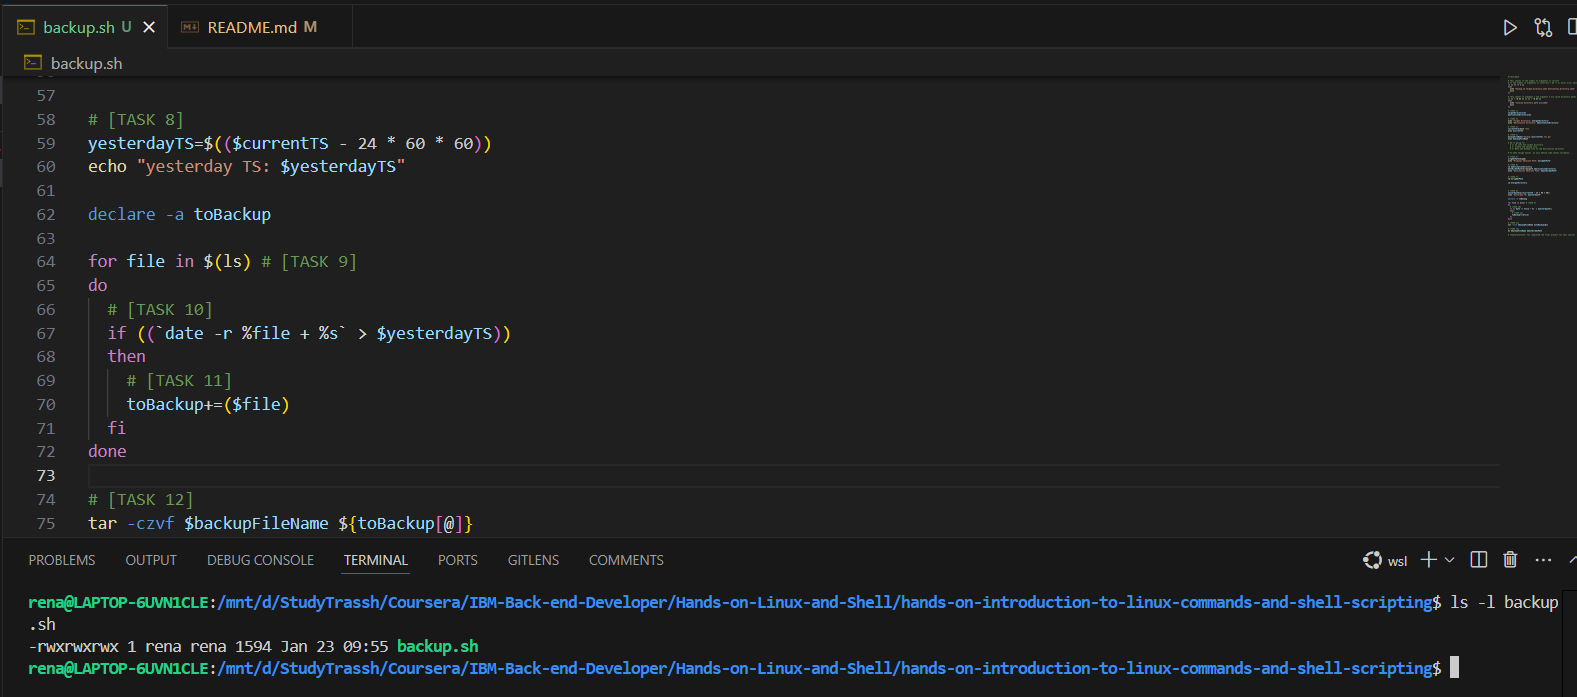 backup.sh U
README.md M
backup.sh
57
58 # [TASK 8]
59 yesterdayTS=$(($currentTS - 24 * 60 * 60))
60 echo "yesterday TS: $yesterdayTS"
61
62 declare -a toBackup
63
64 for file in $(ls) # [TASK 9]
65 do
66 # [TASK 10]
67 if ((`date -r %file + %s` > $yesterdayTS))
68 then
69 # [TASK 11]
70 toBackup+=($file)
71 fi
72 done
73
74 # [TASK 12]
75 tar -czvf $backupFileName ${toBackup[@]}
PROBLEMS OUTPUT DEBUG CONSOLE TERMINAL PORTS GITLENS COMMENTS wsl
rena@LAPTOP-6UVN1CLE:/mnt/d/StudyTrassh/Coursera/IBM-Back-end-Developer/Hands-on-Linux-and-Shell/hands-on-introduction-to-linux-commands-and-shell-scripting$ ls -l backup
.sh
-rwxrwxrwx 1 rena rena 1594 Jan 23 09:55 backup.sh
rena@LAPTOP-6UVN1CLE:/mnt/d/StudyTrassh/Coursera/IBM-Back-end-Developer/Hands-on-Linux-and-Shell/hands-on-introduction-to-linux-commands-and-shell-scripting$